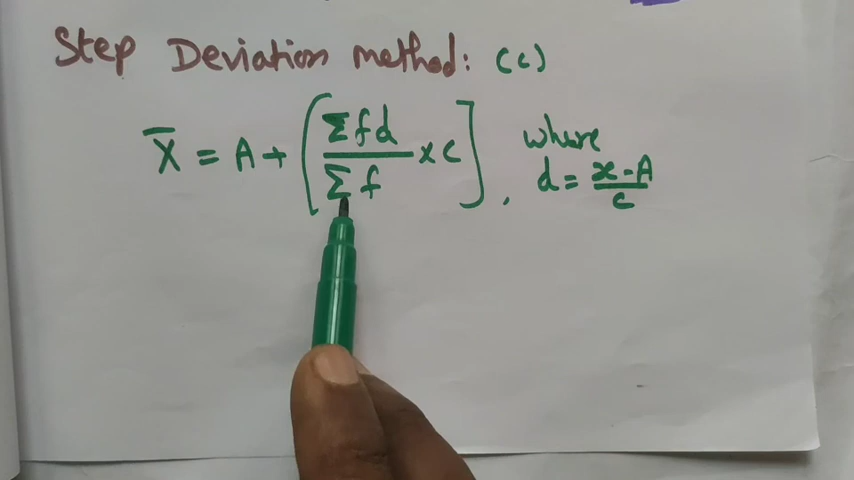 Step Deviation method: (c)
X̅ = A + [Σfd / Σf × c], where d = x - A / c